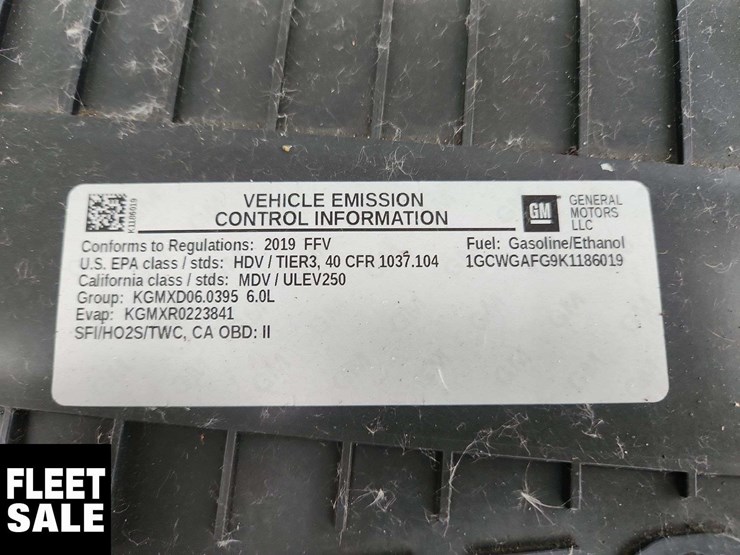 K1186019
VEHICLE EMISSION
CONTROL INFORMATION
GM
GENERAL
MOTORS
LLC
Conforms to Regulations: 2019 FFV
Fuel: Gasoline/Ethanol
U.S. EPA class / stds: HDV / TIER3, 40 CFR 1037.104
1GCWGAFG9K1186019
California class / stds: MDV / ULEV250
Group: KGMXD06.0395 6.0L
Evap: KGMXR0223841
SFI/HO2S/TWC, CA OBD: II
FLEET
SALE